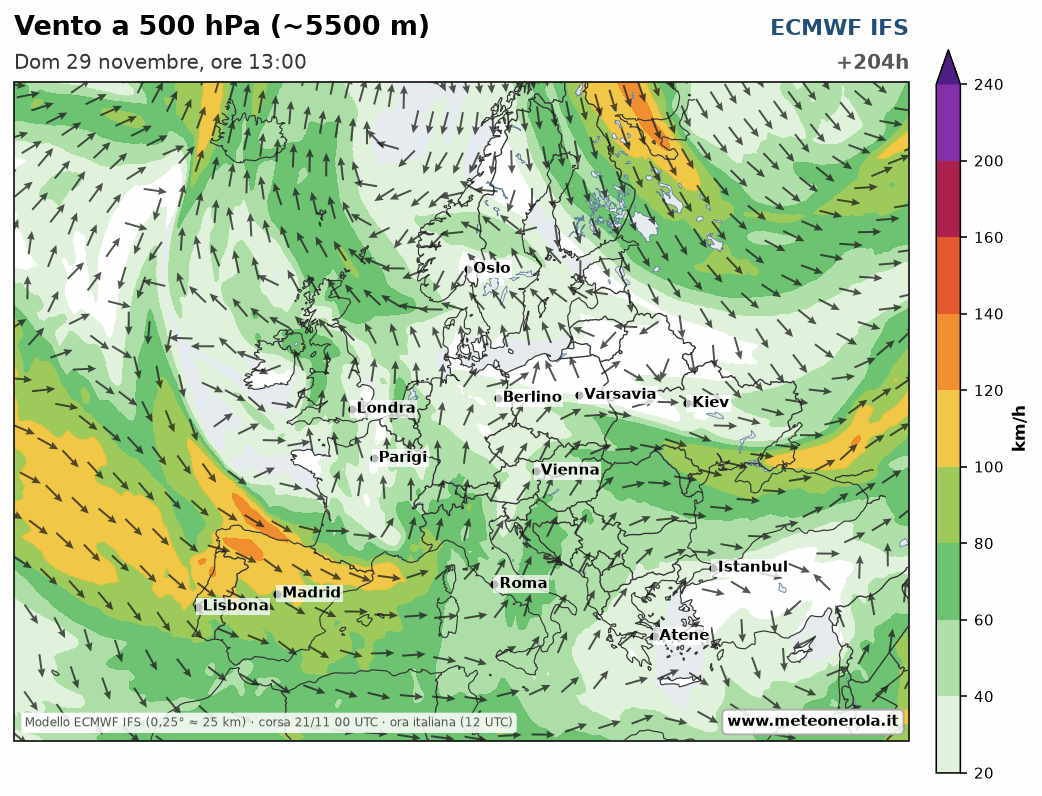 Vento a 500 hPa (~5500 m)
ECMWF IFS
Dom 29 novembre, ore 13:00
+204h
240
200
160
140
120
100
80
60
40
20
km/h
Oslo
Berlino
Varsavia
Kiev
Londra
Parigi
Vienna
Istanbul
Roma
Madrid
Lisbona
Atene
Modello ECMWF IFS (0,25° ≈ 25 km) · corsa 21/11 00 UTC · ora italiana (12 UTC)
www.meteonerola.it